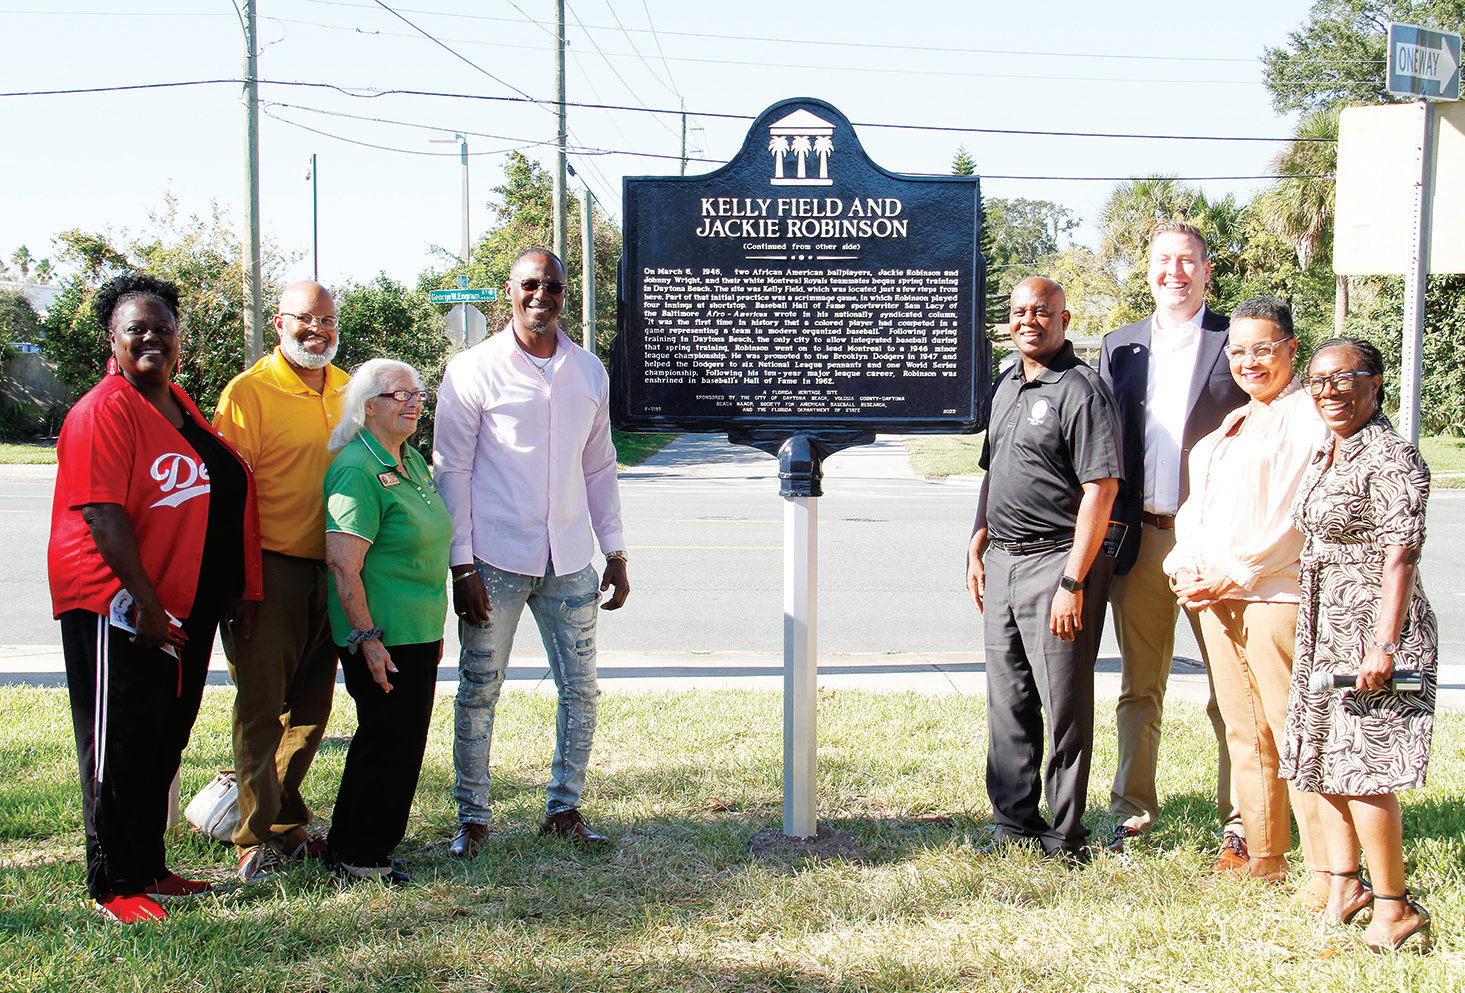 ONE WAY
KELLY FIELD AND
JACKIE ROBINSON
(Continued from other side)
On March 6, 1946, two African American ballplayers, Jackie Robinson and
Johnny Wright, and their white Montreal Royals teammates began spring training
in Daytona Beach. The site was Kelly Field, which was located just a few steps from
here. Part of that initial practice was a scrimmage game, in which Robinson played
four innings at shortstop. Baseball Hall of Fame sportswriter Sam Lacy of
the Baltimore Afro-American wrote in his nationally syndicated column,
"It was the first time in history that a colored player had competed in a
game representing a team in modern organized baseball." Following spring
training in Daytona Beach, the only city to allow integrated baseball during
that spring training, Robinson went on to lead Montreal to a 1946 minor
league championship. He was promoted to the Brooklyn Dodgers in 1947 and
helped the Dodgers to six National League pennants and one World Series
championship. Following his ten-year major league career, Robinson was
enshrined in baseball's Hall of Fame in 1962.
A FLORIDA HERITAGE SITE
SPONSORED BY THE CITY OF DAYTONA BEACH, VOLUSIA COUNTY-DAYTONA
BEACH NAACP, SOCIETY FOR AMERICAN BASEBALL RESEARCH,
AND THE FLORIDA DEPARTMENT OF STATE
F-1193 2022
George W. Engram
De